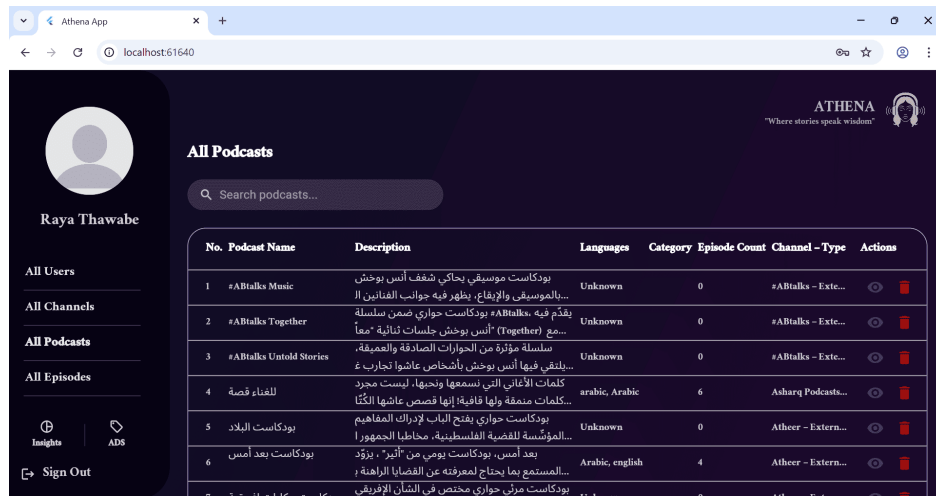 Athena App
localhost:61640
ATHENA
"Where stories speak wisdom"
Raya Thawabe
All Users
All Channels
All Podcasts
All Episodes
Insights
ADS
Sign Out
All Podcasts
Search podcasts...
No. Podcast Name Description Languages Category Episode Count Channel – Type Actions
1 #ABtalks Music بودكاست موسيقي يحاكي شغف أنس بوخش Unknown 0 #ABtalks – Exte...
بالموسيقى والإيقاع، يظهر فيه جوانب الفنانين ال...
2 #ABtalks Together يقدّم فيه ،#ABtalks بودكاست حواري ضمن سلسلة Unknown 0 #ABtalks – Exte...
أنس بوخش جلسات ثنائية "معاً" (Together) مع...
3 #ABtalks Untold Stories سلسلة مؤثرة من الحوارات الصادقة والعميقة، Unknown 0 #ABtalks – Exte...
يلتقي فيها أنس بوخش بأشخاص عاشوا تجارب غ...
4 للغناء قصة كلمات الأغاني التي نسمعها ونحبها، ليست مجرد arabic, Arabic 6 Asharq Podcasts...
كلمات منمقة ولها قافية! إنها قصص عاشها الكُتّا...
5 بودكاست البلاد بودكاست حواري يفتح الباب لإدراك المفاهيم Unknown 0 Atheer – Extern...
المؤسِّسة للقضية الفلسطينية، مخاطبا الجمهور ا...
6 بودكاست بعد أمس بعد أمس، بودكاست يومي من "أثير" ، يزوّد Arabic, english 4 Atheer – Extern...
المستمع بما يحتاج لمعرفته عن القضايا الراهنة ب...
بودكاست مرئي حواري مختص في الشأن الإفريقي